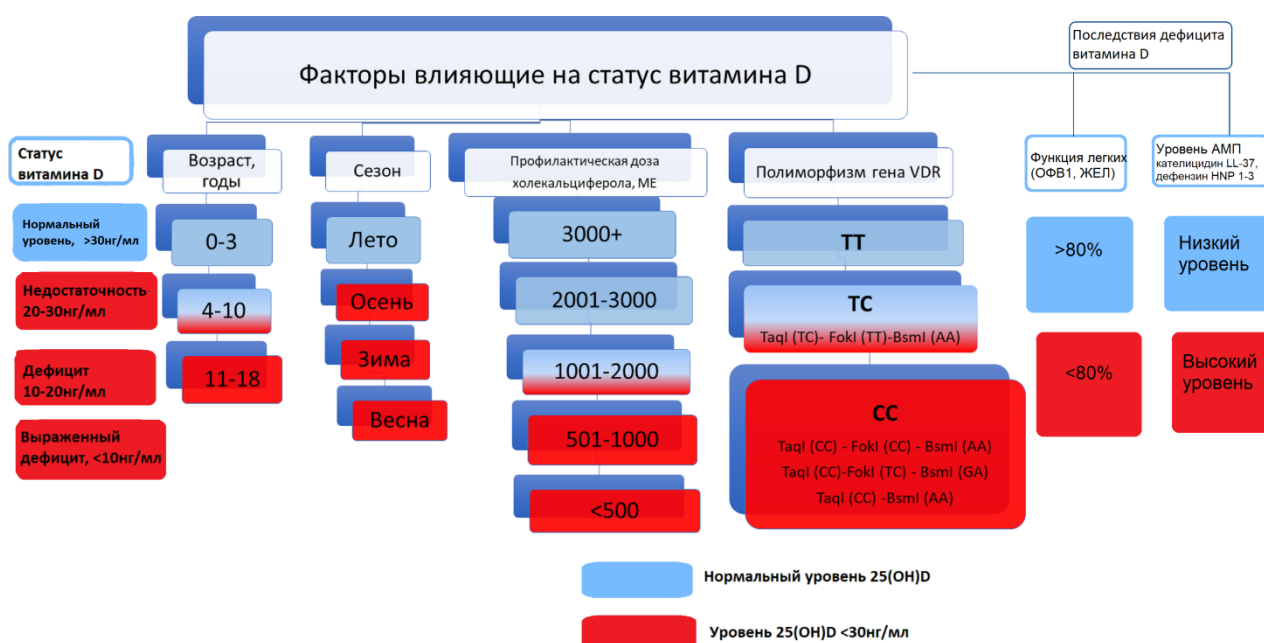 Факторы влияющие на статус витамина D
Последствия дефицита
витамина D
Статус
витамина D
Нормальный
уровень, >30нг/мл
Недостаточность
20-30нг/мл
Дефицит
10-20нг/мл
Выраженный
дефицит, <10нг/мл
Возраст,
годы
0-3
4-10
11-18
Сезон
Лето
Осень
Зима
Весна
Профилактическая доза
холекальциферола, МЕ
3000+
2001-3000
1001-2000
501-1000
<500
Полиморфизм гена VDR
ТТ
ТС
TaqI (TC)- FokI (TT)-BsmI (AA)
СС
TaqI (CC) - FokI (CC) - BsmI (AA)
TaqI (CC)-FokI (TC) - BsmI (GA)
TaqI (CC) -BsmI (AA)
Функция легких
(ОФВ1, ЖЕЛ)
>80%
<80%
Уровень АМП
кателицидин LL-37,
дефензин HNP 1-3
Низкий
уровень
Высокий
уровень
Нормальный уровень 25(ОН)D
Уровень 25(ОН)D <30нг/мл